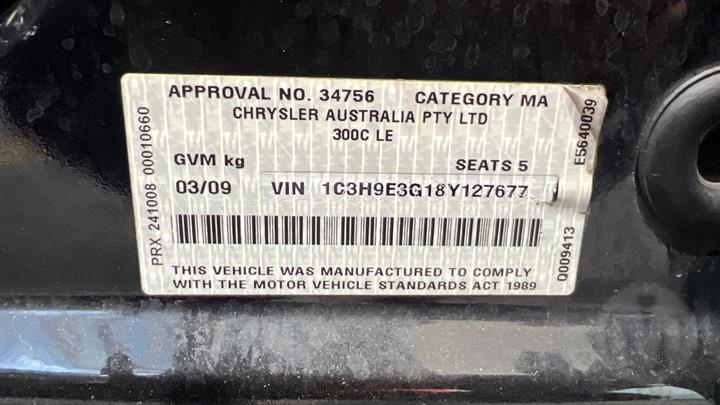 APPROVAL NO. 34756 CATEGORY MA
CHRYSLER AUSTRALIA PTY LTD
300C LE
GVM kg SEATS 5
03/09 VIN 1C3H9E3G18Y127677
THIS VEHICLE WAS MANUFACTURED TO COMPLY
WITH THE MOTOR VEHICLE STANDARDS ACT 1989
PRX 241008 00010660
E5640039
Q009413